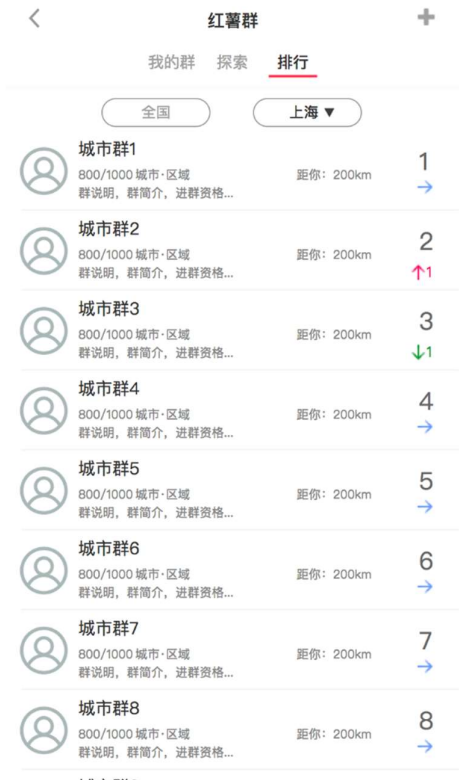 红薯群
我的群 探索 排行
全国 上海 ▼
城市群1
800/1000 城市·区域 距你：200km
群说明，群简介，进群资格...
1
→
城市群2
800/1000 城市·区域 距你：200km
群说明，群简介，进群资格...
2
↑1
城市群3
800/1000 城市·区域 距你：200km
群说明，群简介，进群资格...
3
↓1
城市群4
800/1000 城市·区域 距你：200km
群说明，群简介，进群资格...
4
→
城市群5
800/1000 城市·区域 距你：200km
群说明，群简介，进群资格...
5
→
城市群6
800/1000 城市·区域 距你：200km
群说明，群简介，进群资格...
6
→
城市群7
800/1000 城市·区域 距你：200km
群说明，群简介，进群资格...
7
→
城市群8
800/1000 城市·区域 距你：200km
群说明，群简介，进群资格...
8
→